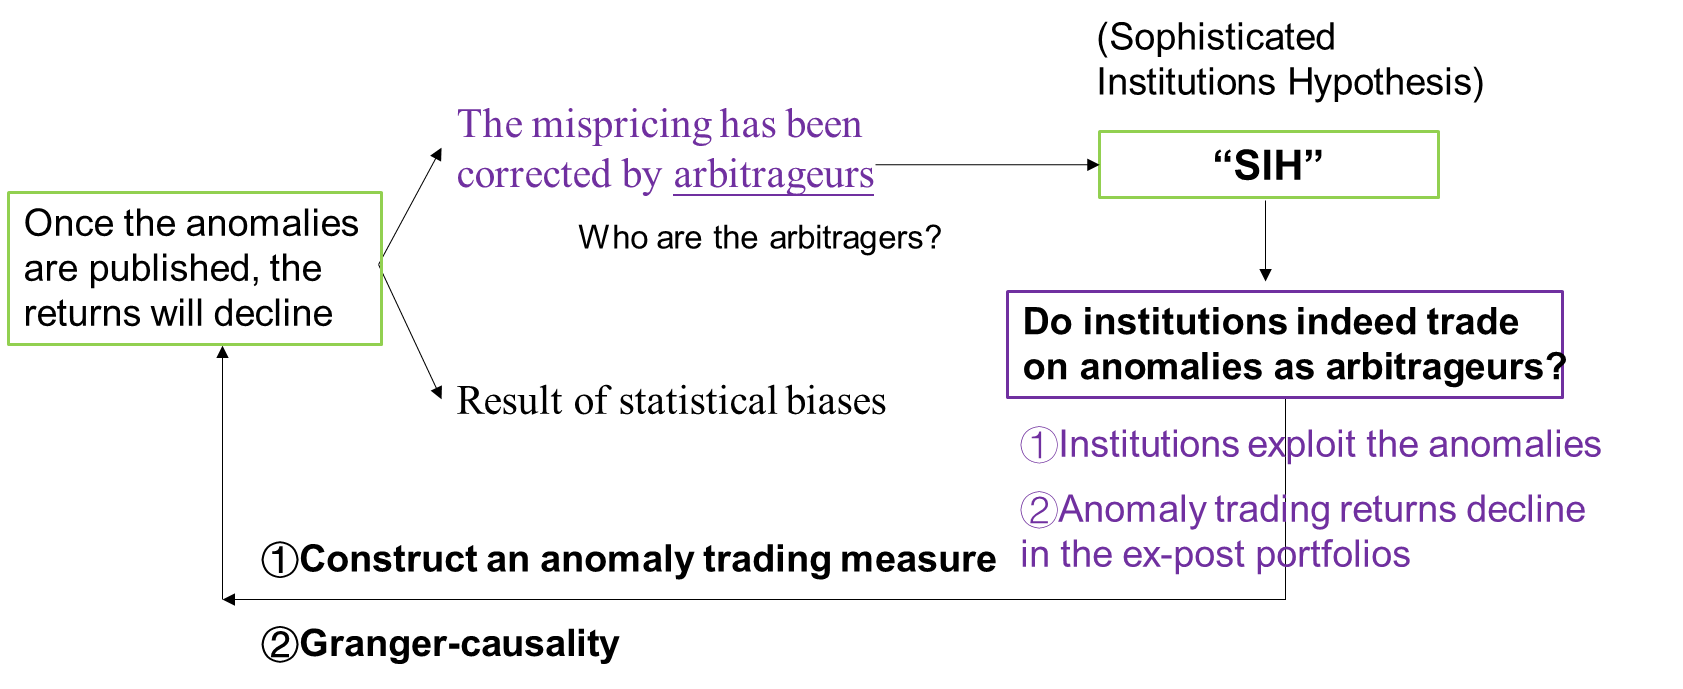 (Sophisticated
Institutions Hypothesis)
The mispricing has been
corrected by arbitrageurs
“SIH”
Once the anomalies
are published, the
returns will decline
Who are the arbitragers?
Do institutions indeed trade
on anomalies as arbitrageurs?
Result of statistical biases
①Institutions exploit the anomalies
②Anomaly trading returns decline
in the ex-post portfolios
①Construct an anomaly trading measure
②Granger-causality